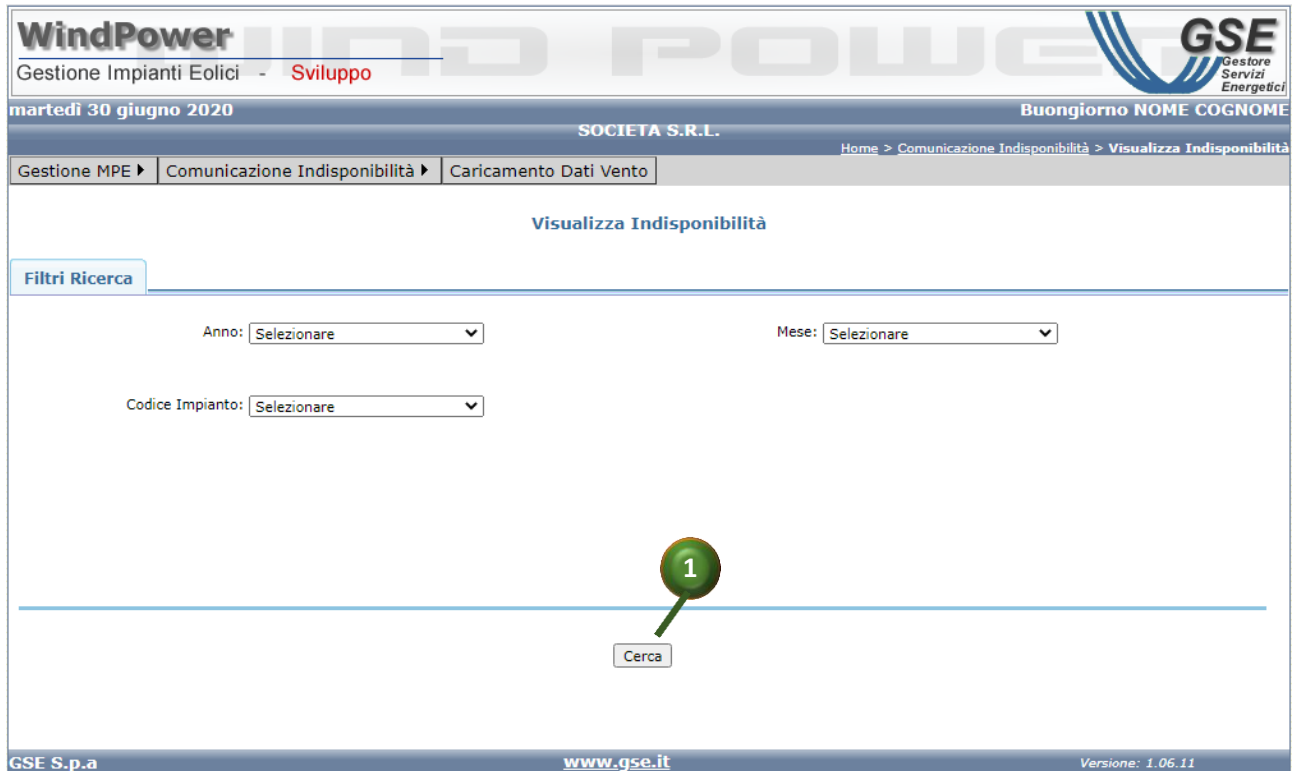 WindPower
WIND POWER
Gestione Impianti Eolici - Sviluppo
GSE
Gestore
Servizi
Energetici
martedì 30 giugno 2020
Buongiorno NOME COGNOME
SOCIETA S.R.L.
Home > Comunicazione Indisponibilità > Visualizza Indisponibilità
Gestione MPE Comunicazione Indisponibilità Caricamento Dati Vento
Visualizza Indisponibilità
Filtri Ricerca
Anno: Selezionare Mese: Selezionare
Codice Impianto: Selezionare
1
Cerca
GSE S.p.a www.gse.it Versione: 1.06.11